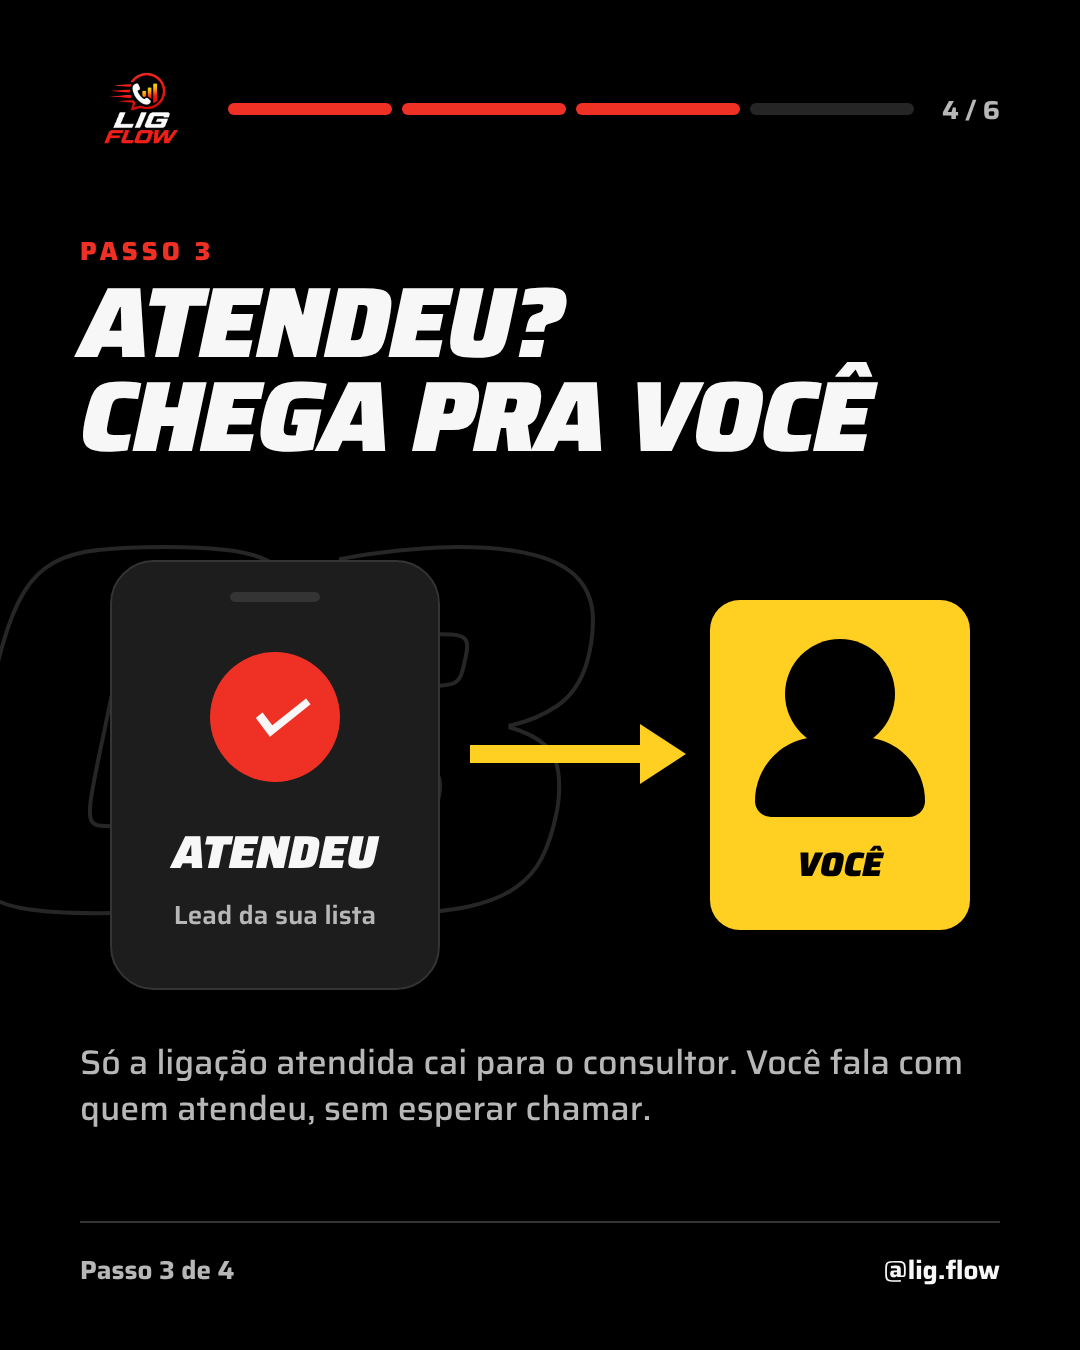 LIG
FLOW
4 / 6
PASSO 3
ATENDEU?
CHEGA PRA VOCÊ
ATENDEU
Lead da sua lista
VOCÊ
Só a ligação atendida cai para o consultor. Você fala com
quem atendeu, sem esperar chamar.
Passo 3 de 4
@lig.flow